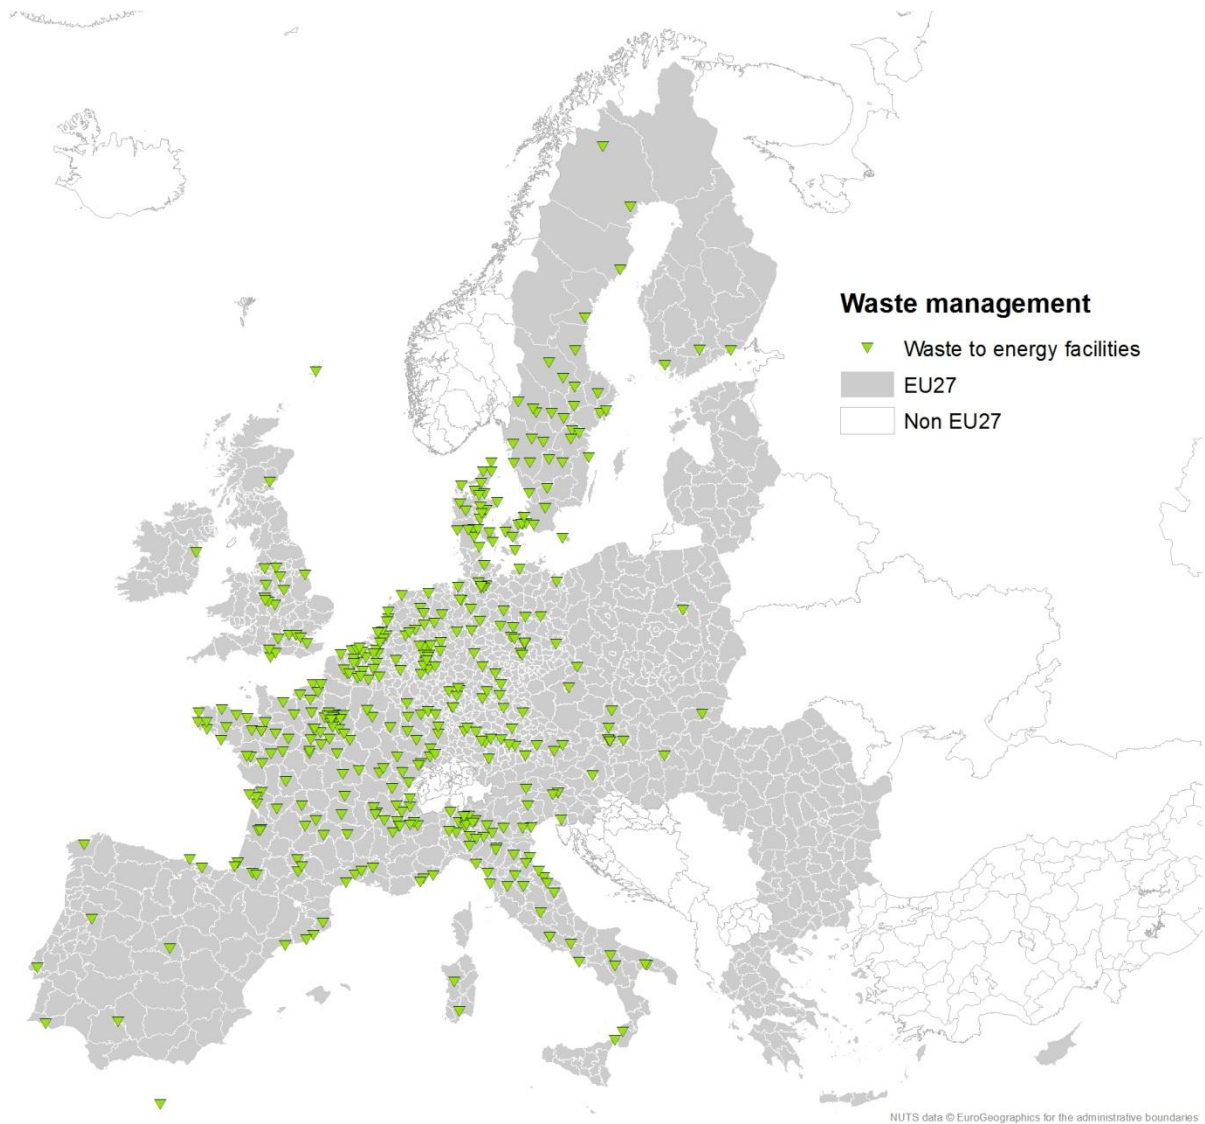 Waste management
Waste to energy facilities
EU27
Non EU27
NUTS data © EuroGeographics for the administrative boundaries